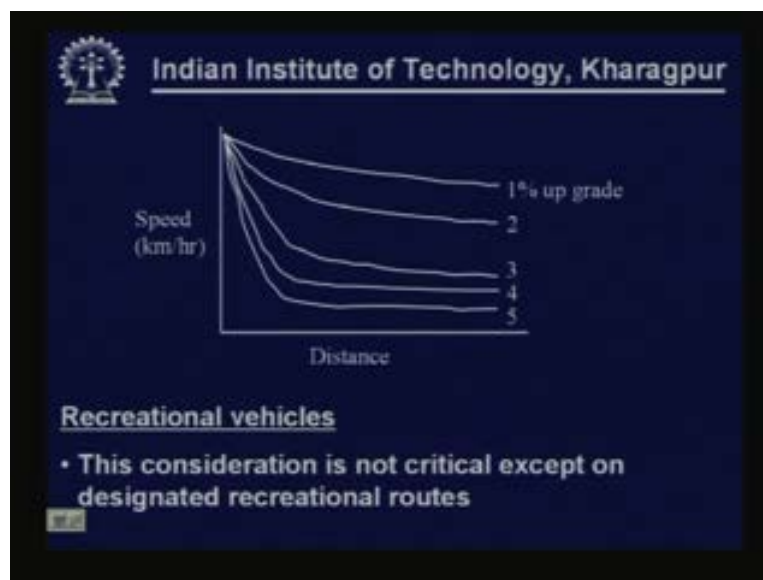 Indian Institute of Technology, Kharagpur
Speed
(km/hr)
1% up grade
2
3
4
5
Distance
Recreational vehicles
• This consideration is not critical except on
designated recreational routes